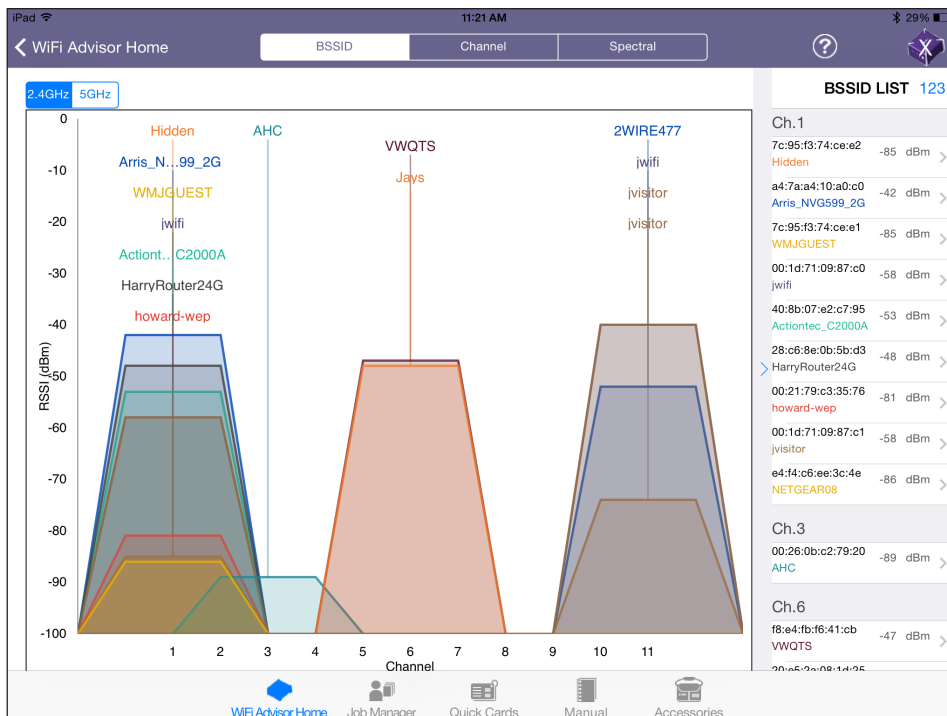 iPad 11:21 AM 29%
WiFi Advisor Home BSSID Channel Spectral ?
2.4GHz 5GHz
BSSID LIST 123
0
-10
-20
-30
-40
-50
-60
-70
-80
-90
-100
RSSI (dBm)
Hidden
Arris_N...99_2G
WMJGUEST
jwifi
Actiont...C2000A
HarryRouter24G
howard-wep
AHC
VWQTS
Jays
2WIRE477
jwifi
jvisitor
jvisitor
1 2 3 4 5 6 7 8 9 10 11
Channel
Ch.1
7c:95:f3:74:ce:e2 -85 dBm
Hidden
a4:7a:a4:10:a0:c0 -42 dBm
Arris_NVG599_2G
7c:95:f3:74:ce:e1 -85 dBm
WMJGUEST
00:1d:71:09:87:c0 -58 dBm
jwifi
40:8b:07:e2:c7:95 -53 dBm
Actiontec_C2000A
28:c6:8e:0b:5b:d3 -48 dBm
HarryRouter24G
00:21:79:c3:35:76 -81 dBm
howard-wep
00:1d:71:09:87:c1 -58 dBm
jvisitor
e4:f4:c6:ee:3c:4e -86 dBm
NETGEAR08
Ch.3
00:26:0b:c2:79:20 -89 dBm
AHC
Ch.6
f8:e4:fb:f6:41:cb -47 dBm
VWQTS
WiFi Advisor Home Job Manager Quick Cards Manual Accessories